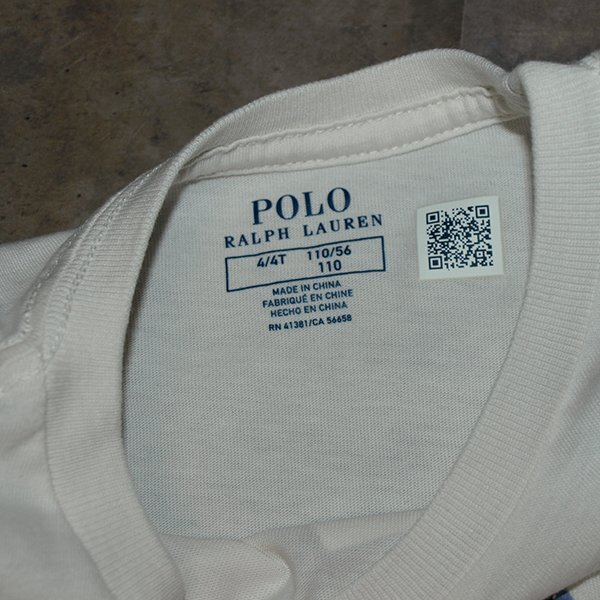 POLO
RALPH LAUREN
4/4T 110/56
110
MADE IN CHINA
FABRIQUÉ EN CHINE
HECHO EN CHINA
RN 41381/CA 56658